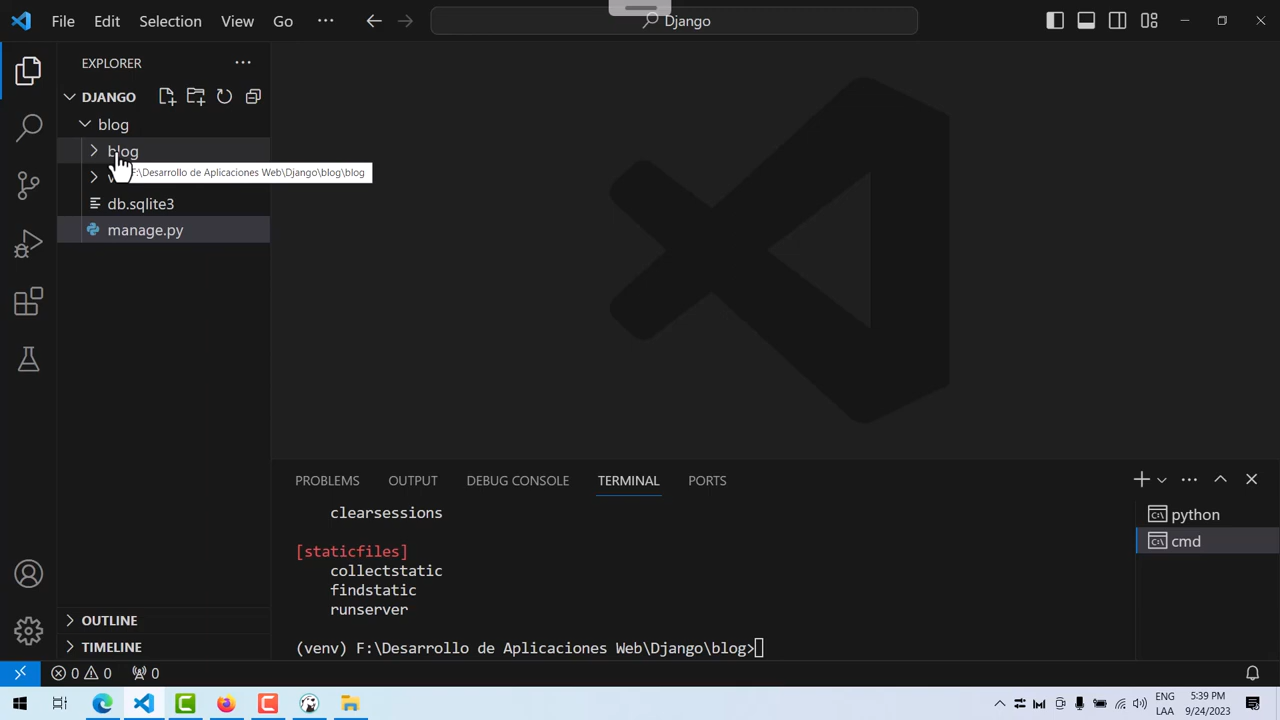 File Edit Selection View Go ··· Django
EXPLORER ···
DJANGO
blog
blog
F:\Desarrollo de Aplicaciones Web\Django\blog\blog
db.sqlite3
manage.py
PROBLEMS OUTPUT DEBUG CONSOLE TERMINAL PORTS
clearsessions
[staticfiles]
collectstatic
findstatic
runserver
(venv) F:\Desarrollo de Aplicaciones Web\Django\blog>
python
cmd
OUTLINE
TIMELINE
0 0 0
ENG
LAA
5:39 PM
9/24/2023